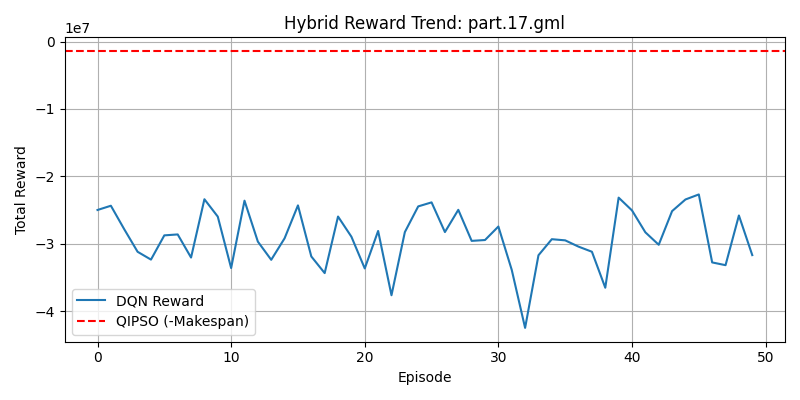 Hybrid Reward Trend: part.17.gml
1e7
0
−1
−2
−3
−4
Total Reward
DQN Reward
QIPSO (-Makespan)
0 10 20 30 40 50
Episode